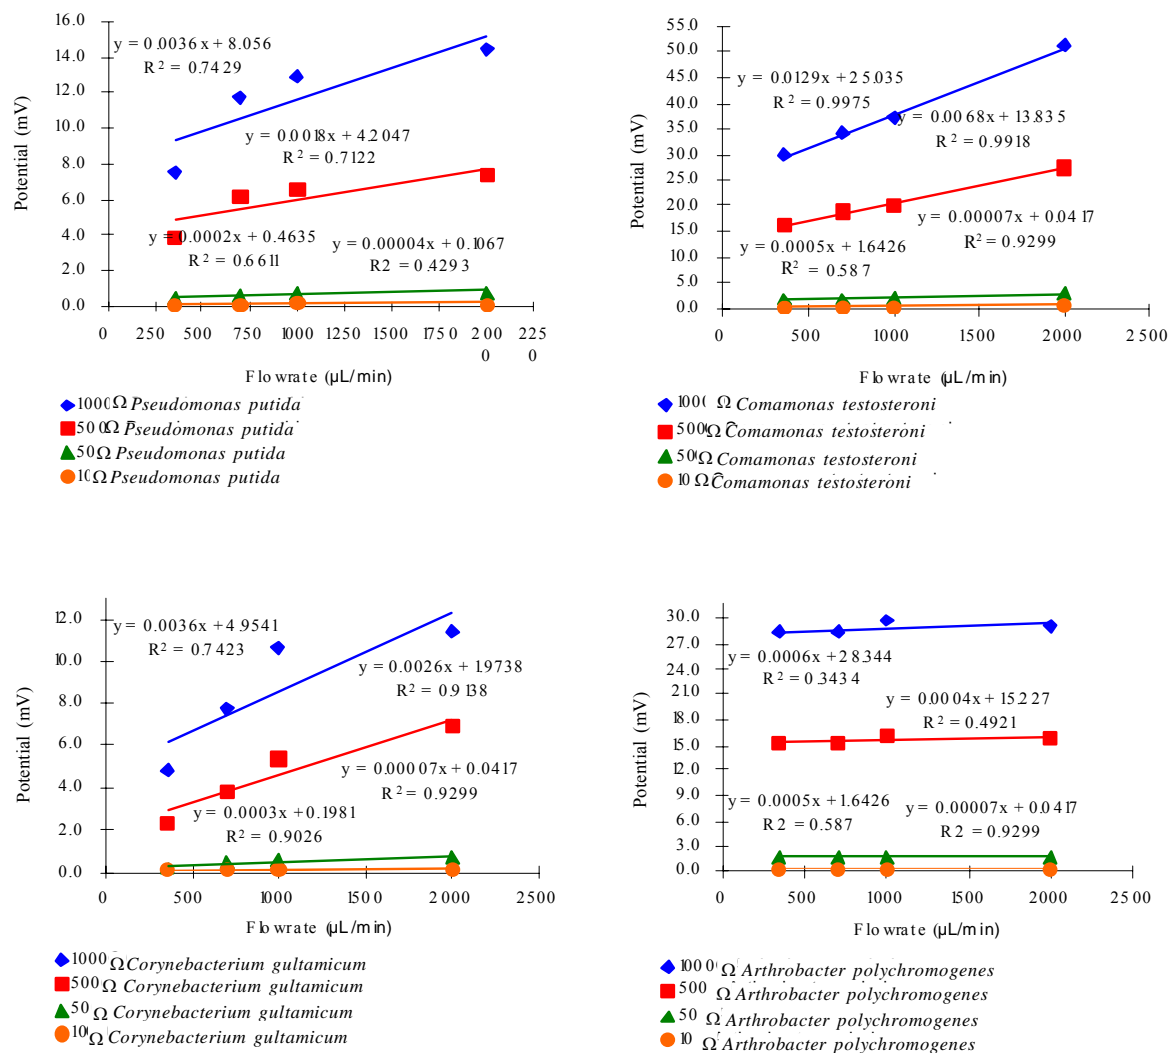 16.0
14.0
12.0
10.0
8.0
6.0
4.0
2.0
0.0
Potential (mV)
y = 0.0036x + 8.056
R² = 0.7429
y = 0.0018x + 4.2047
R² = 0.7122
y = 0.0002x + 0.4635
R² = 0.6611
y = 0.00004x + 0.1067
R2 = 0.4293
0 250 500 750 1000 1250 1500 1750 200 225
0 0
Flowrate (µL/min)
1000Ω Pseudomonas putida
500Ω Pseudomonas putida
50Ω Pseudomonas putida
10Ω Pseudomonas putida
55.0
50.0
45.0
40.0
35.0
30.0
25.0
20.0
15.0
10.0
5.0
0.0
Potential (mV)
y = 0.0129x + 25.035
R² = 0.9975
y = 0.0068x + 13.835
R² = 0.9918
y = 0.00007x + 0.0417
R² = 0.9299
y = 0.0005x + 1.6426
R² = 0.587
0 500 1000 1500 2000 2500
Flowrate (µL/min)
Ω Comamonas testosteroni
500Ω Comamonas testosteroni
50Ω Comamonas testosteroni
10 Ω Comamonas testosteroni
12.0
10.0
8.0
6.0
4.0
2.0
0.0
Potential (mV)
y = 0.0036x + 4.9541
R² = 0.7423
y = 0.0026x + 1.9738
R² = 0.9138
y = 0.00007x + 0.0417
R² = 0.9299
y = 0.0003x + 0.1981
R² = 0.9026
0 500 1000 1500 2000 2500
Flowrate (µL/min)
1000Ω Corynebacterium gultamicum
500Ω Corynebacterium gultamicum
50Ω Corynebacterium gultamicum
10Ω Corynebacterium gultamicum
30.0
27.0
24.0
21.0
18.0
15.0
12.0
9.0
6.0
3.0
0.0
Potential (mV)
y = 0.0006x + 28.344
R² = 0.3434
y = 0.0004x + 15.227
R² = 0.4921
y = 0.0005x + 1.6426
R2 = 0.587
y = 0.00007x + 0.0417
R2 = 0.9299
0 500 1000 1500 2000 2500
Flowrate (µL/min)
1000 Ω Arthrobacter polychromogenes
500 Ω Arthrobacter polychromogenes
50 Ω Arthrobacter polychromogenes
10 Ω Arthrobacter polychromogenes